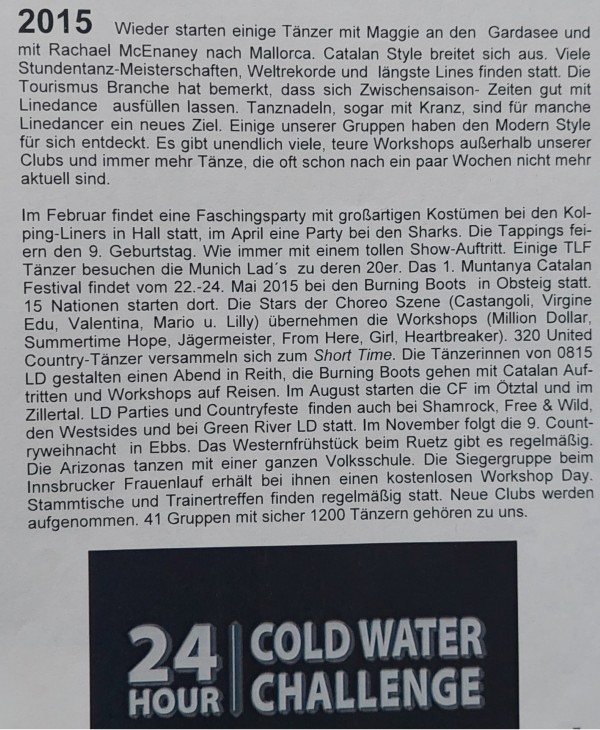 2015 Wieder starten einige Tänzer mit Maggie an den Gardasee und
mit Rachael McEnaney nach Mallorca. Catalan Style breitet sich aus. Viele
Stundentanz-Meisterschaften, Weltrekorde und längste Lines finden statt. Die
Tourismus Branche hat bemerkt, dass sich Zwischensaison- Zeiten gut mit
Linedance ausfüllen lassen. Tanznadeln, sogar mit Kranz, sind für manche
Linedancer ein neues Ziel. Einige unserer Gruppen haben den Modern Style
für sich entdeckt. Es gibt unendlich viele, teure Workshops außerhalb unserer
Clubs und immer mehr Tänze, die oft schon nach ein paar Wochen nicht mehr
aktuell sind.
Im Februar findet eine Faschingsparty mit großartigen Kostümen bei den Kol-
ping-Liners in Hall statt, im April eine Party bei den Sharks. Die Tappings fei-
ern den 9. Geburtstag. Wie immer mit einem tollen Show-Auftritt. Einige TLF
Tänzer besuchen die Munich Lad´s zu deren 20er. Das 1. Muntanya Catalan
Festival findet vom 22.-24. Mai 2015 bei den Burning Boots in Obsteig statt.
15 Nationen starten dort. Die Stars der Choreo Szene (Castangoli, Virgine
Edu, Valentina, Mario u. Lilly) übernehmen die Workshops (Million Dollar,
Summertime Hope, Jägermeister, From Here, Girl, Heartbreaker). 320 United
Country-Tänzer versammeln sich zum Short Time. Die Tänzerinnen von 0815
LD gestalten einen Abend in Reith, die Burning Boots gehen mit Catalan Auf-
tritten und Workshops auf Reisen. Im August starten die CF im Ötztal und im
Zillertal. LD Parties und Countryfeste finden auch bei Shamrock, Free & Wild,
den Westsides und bei Green River LD statt. Im November folgt die 9. Count-
ryweihnacht in Ebbs. Das Westernfrühstück beim Ruetz gibt es regelmäßig.
Die Arizonas tanzen mit einer ganzen Volksschule. Die Siegergruppe beim
Innsbrucker Frauenlauf erhält bei ihnen einen kostenlosen Workshop Day.
Stammtische und Trainertreffen finden regelmäßig statt. Neue Clubs werden
aufgenommen. 41 Gruppen mit sicher 1200 Tänzern gehören zu uns.
24 HOUR
COLD WATER
CHALLENGE